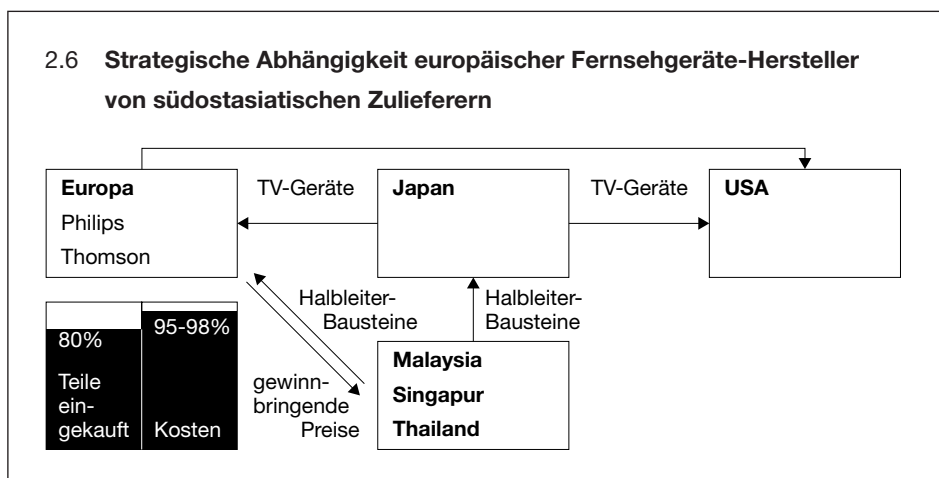 2.6 Strategische Abhängigkeit europäischer Fernsehgeräte-Hersteller
von südostasiatischen Zulieferern
Europa
Philips
Thomson
TV-Geräte
Japan
TV-Geräte
USA
Halbleiter-
Bausteine
Halbleiter-
Bausteine
80%
Teile
ein-
gekauft
95-98%
Kosten
gewinn-
bringende
Preise
Malaysia
Singapur
Thailand